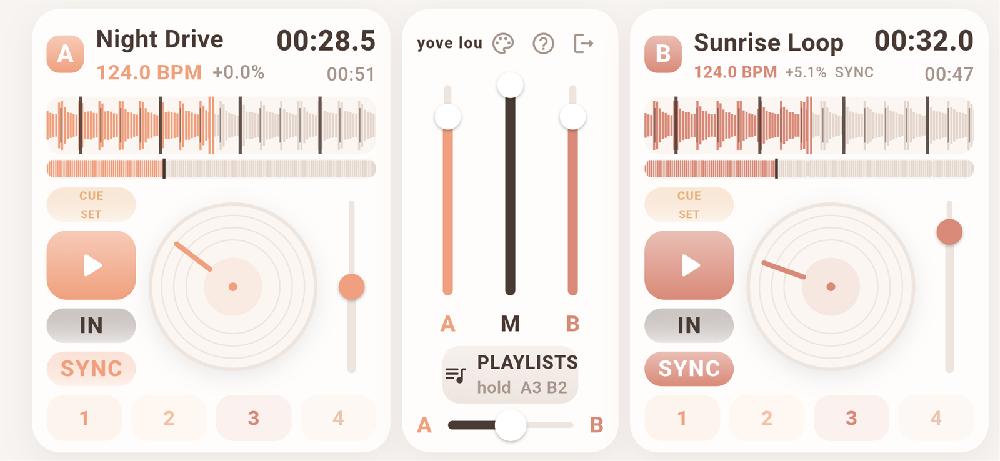 A
Night Drive
00:28.5
124.0 BPM +0.0%
00:51
CUE
SET
IN
SYNC
1 2 3 4
yove lou
A M B
PLAYLISTS
hold A3 B2
A B
B
Sunrise Loop
00:32.0
124.0 BPM +5.1% SYNC
00:47
CUE
SET
IN
SYNC
1 2 3 4